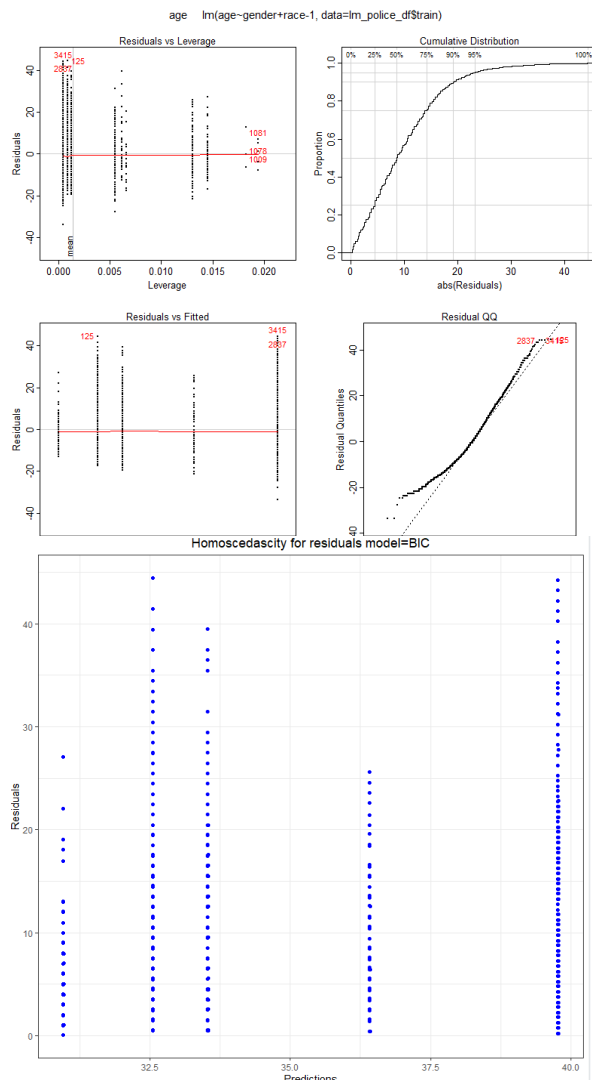 age lm(age~gender+race-1, data=lm_police_df$train)
Residuals vs Leverage
3415
125
2837
1081
1078
1009
mean
Residuals
-40 -20 0 20 40
0.000 0.005 0.010 0.015 0.020
Leverage
Cumulative Distribution
0% 25% 50% 75% 90% 95% 100%
Proportion
0.0 0.2 0.4 0.6 0.8 1.0
0 10 20 30 40
abs(Residuals)
Residuals vs Fitted
125
3415
2837
Residuals
-40 -20 0 20 40
Residual QQ
2837
125
Residual Quantiles
-40 -20 0 20 40
Homoscedascity for residuals model=BIC
Residuals
40
30
20
10
0
32.5 35.0 37.5 40.0
Predictions